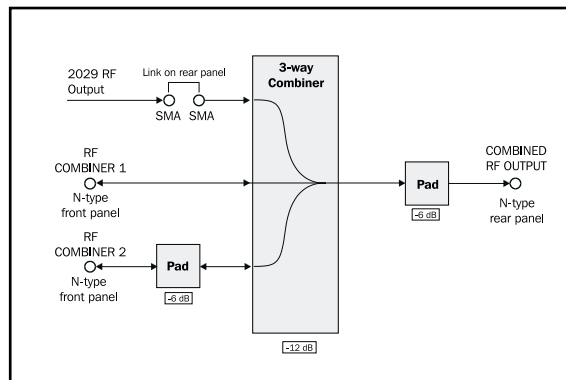 2029 RF
Output
Link on rear panel
SMA SMA
3-way
Combiner
RF
COMBINER 1
N-type
front panel
RF
COMBINER 2
N-type
front panel
Pad
-6 dB
-12 dB
Pad
-6 dB
COMBINED
RF OUTPUT
N-type
rear panel